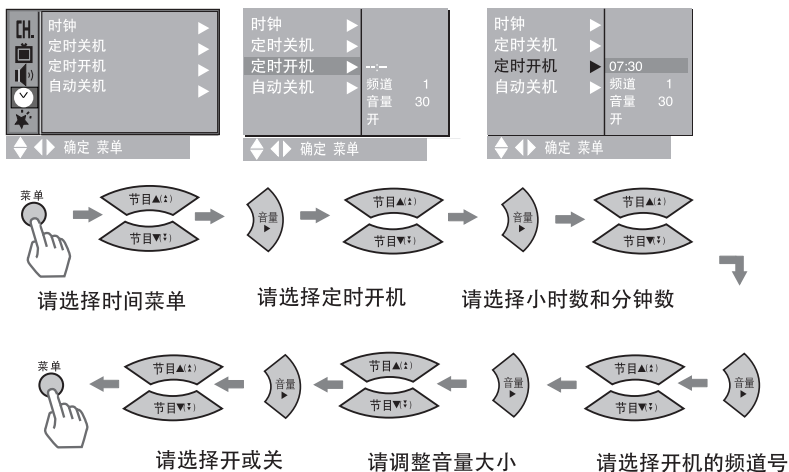 CH.
时钟
定时关机
定时开机
自动关机
确定 菜单
时钟
定时关机
定时开机 --:--
自动关机 频道 1
音量 30
开
确定 菜单
时钟
定时关机
定时开机 07:30
自动关机 频道 1
音量 30
开
确定 菜单
菜单
节目▲(⯭)
节目▼(⯯)
音量
▶
节目▲(⯭)
节目▼(⯯)
音量
▶
节目▲(⯭)
节目▼(⯯)
请选择时间菜单
请选择定时开机
请选择小时数和分钟数
菜单
节目▲(⯭)
节目▼(⯯)
音量
▶
节目▲(⯭)
节目▼(⯯)
音量
▶
节目▲(⯭)
节目▼(⯯)
音量
▶
请选择开或关
请调整音量大小
请选择开机的频道号